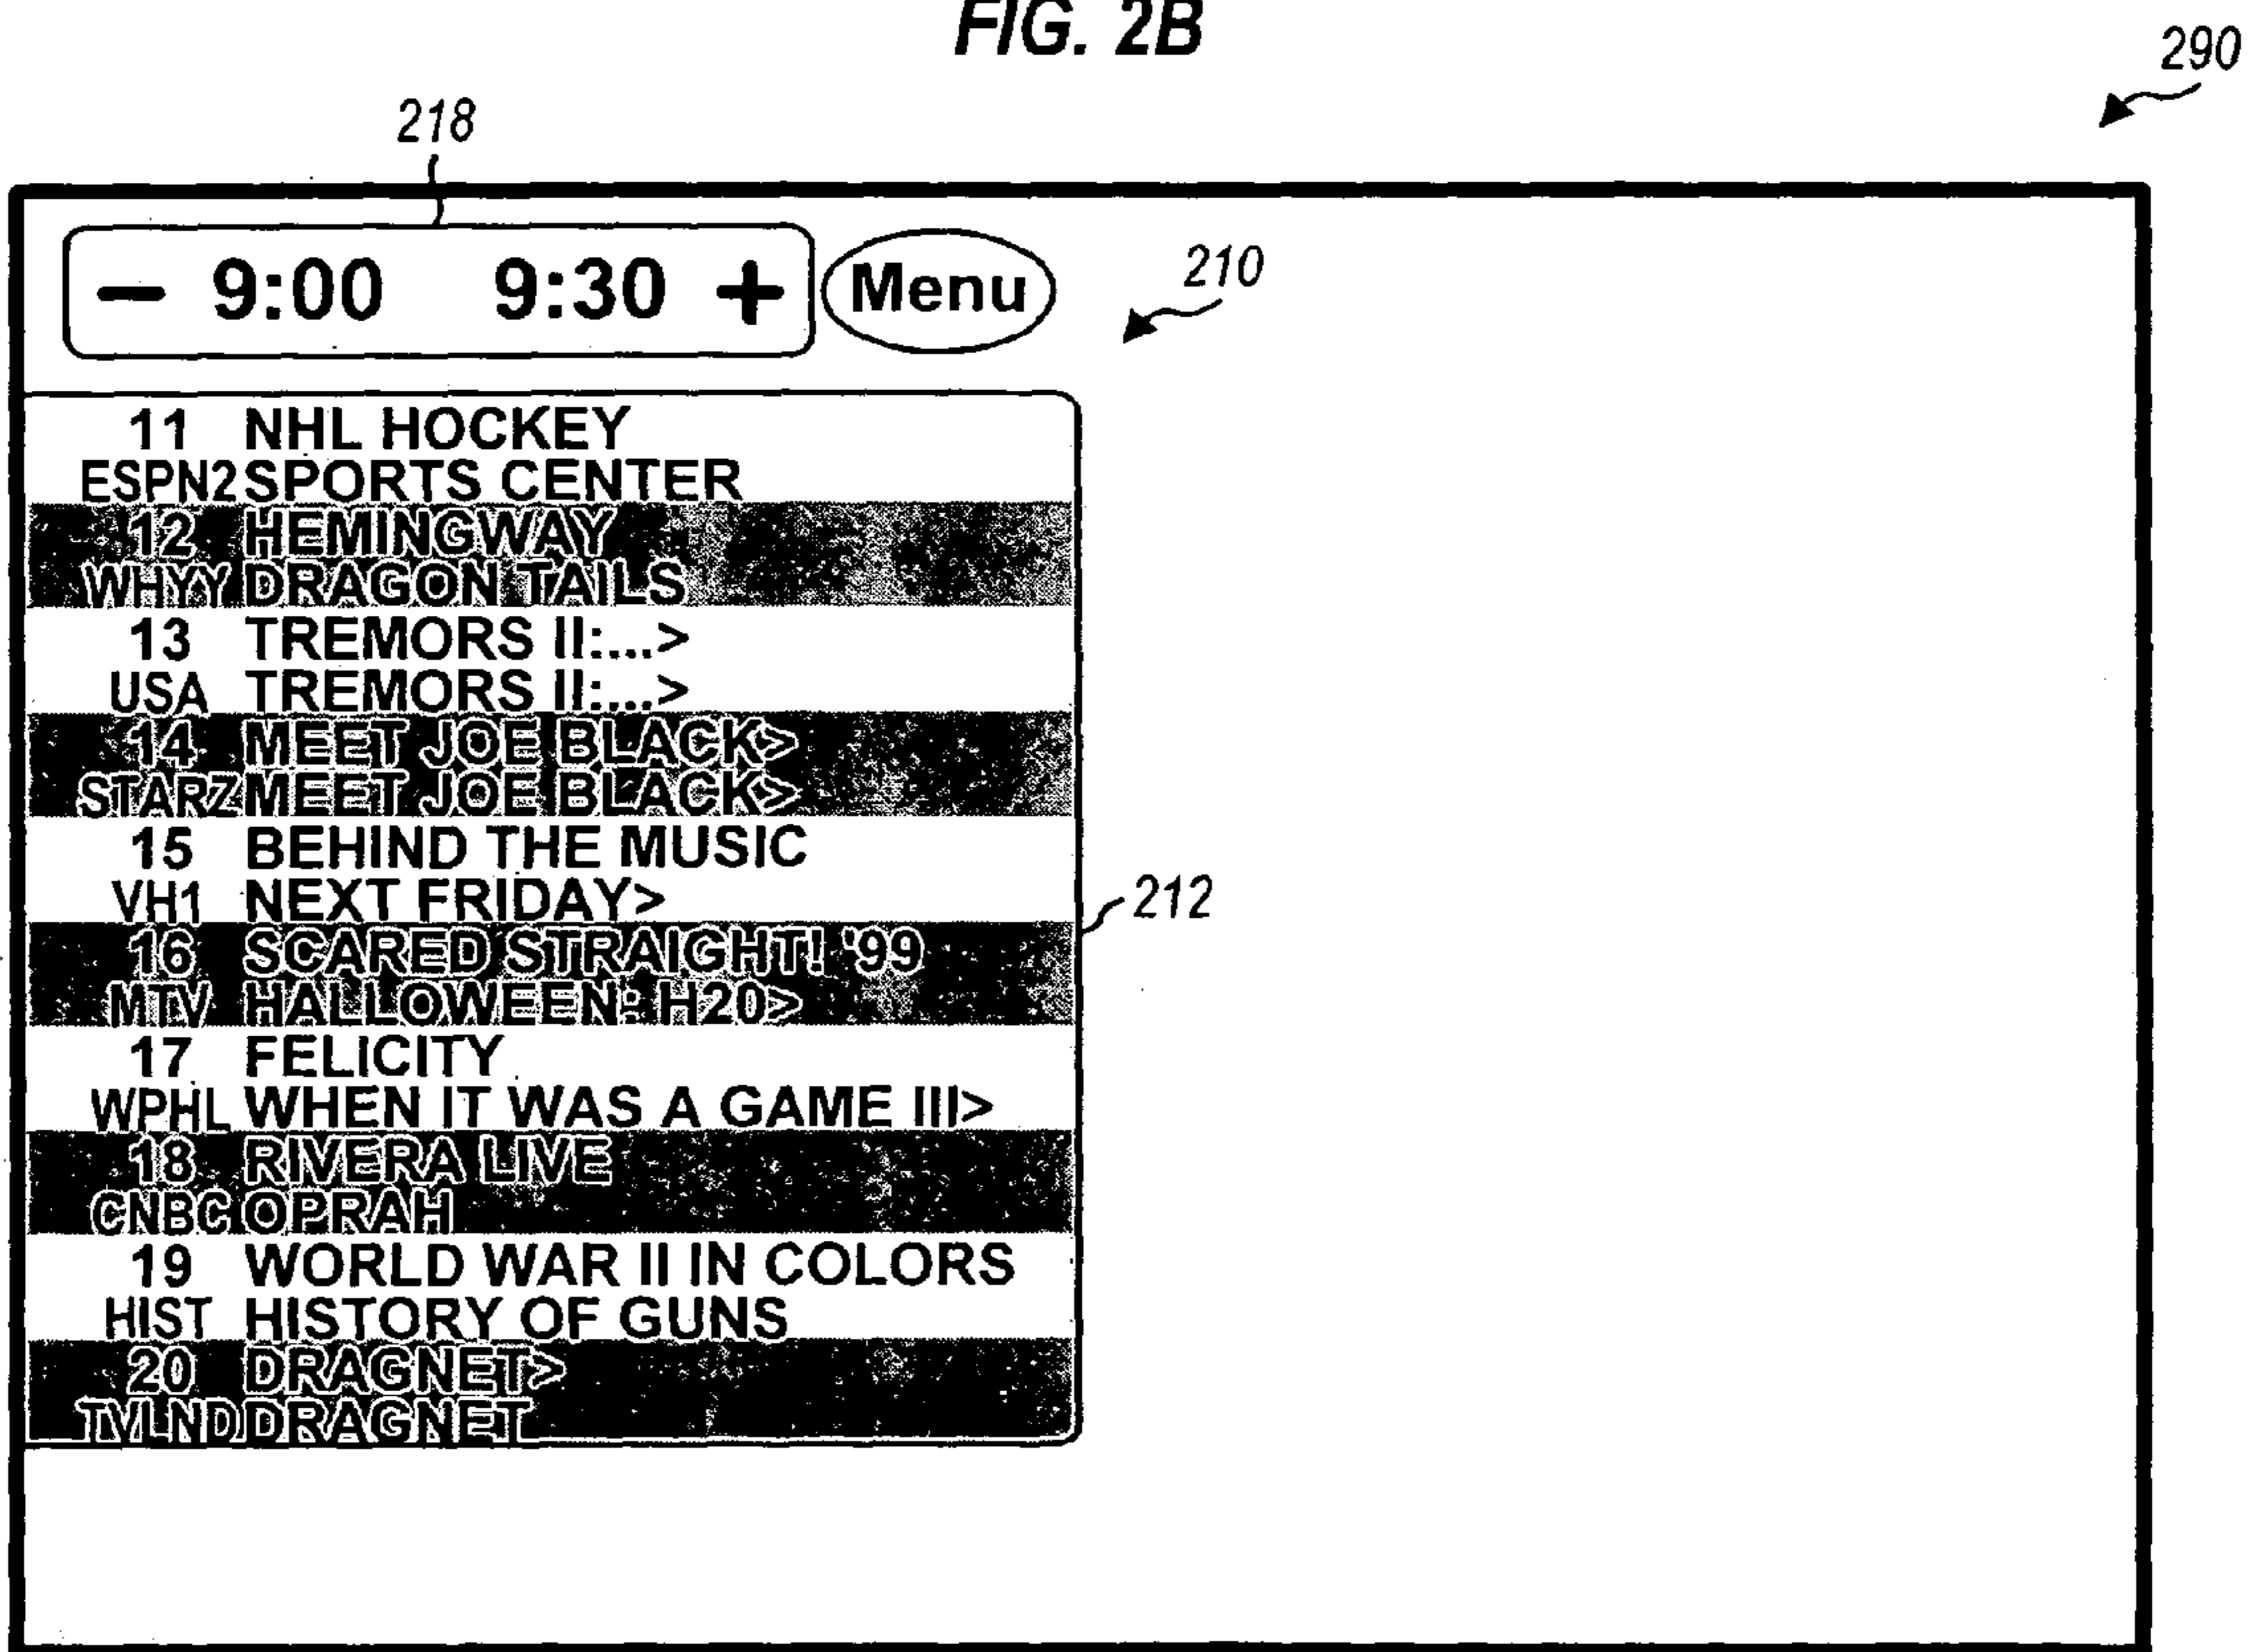 FIG. 2B
290
218
- 9:00 9:30 + Menu
210
11 NHL HOCKEY
ESPN2 SPORTS CENTER
12 HEMINGWAY
WHYY DRAGON TAILS
13 TREMORS II:...>
USA TREMORS II:...>
14 MEET JOE BLACK>
STARZ MEET JOE BLACK>
15 BEHIND THE MUSIC
VH1 NEXT FRIDAY>
212
16 SCARED STRAIGHT! '99
MTV HALLOWEEN: H20>
17 FELICITY
WPHL WHEN IT WAS A GAME III>
18 RIVERA LIVE
CNBC OPRAH
19 WORLD WAR II IN COLORS
HIST HISTORY OF GUNS
20 DRAGNET>
TVLND DRAGNET